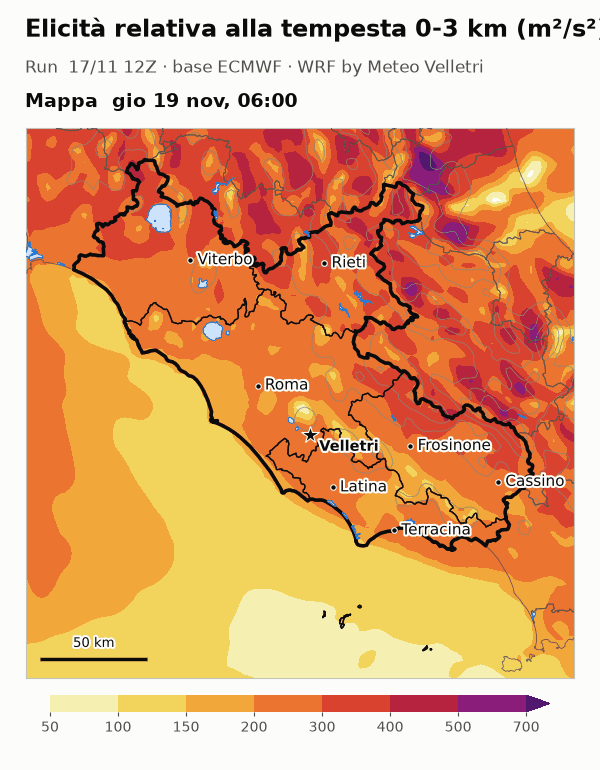 Elicità relativa alla tempesta 0-3 km (m²/s²)
Run 17/11 12Z · base ECMWF · WRF by Meteo Velletri
Mappa gio 19 nov, 06:00
Viterbo
Rieti
Roma
Velletri
Frosinone
Cassino
Latina
Terracina
50 km
50 100 150 200 300 400 500 700